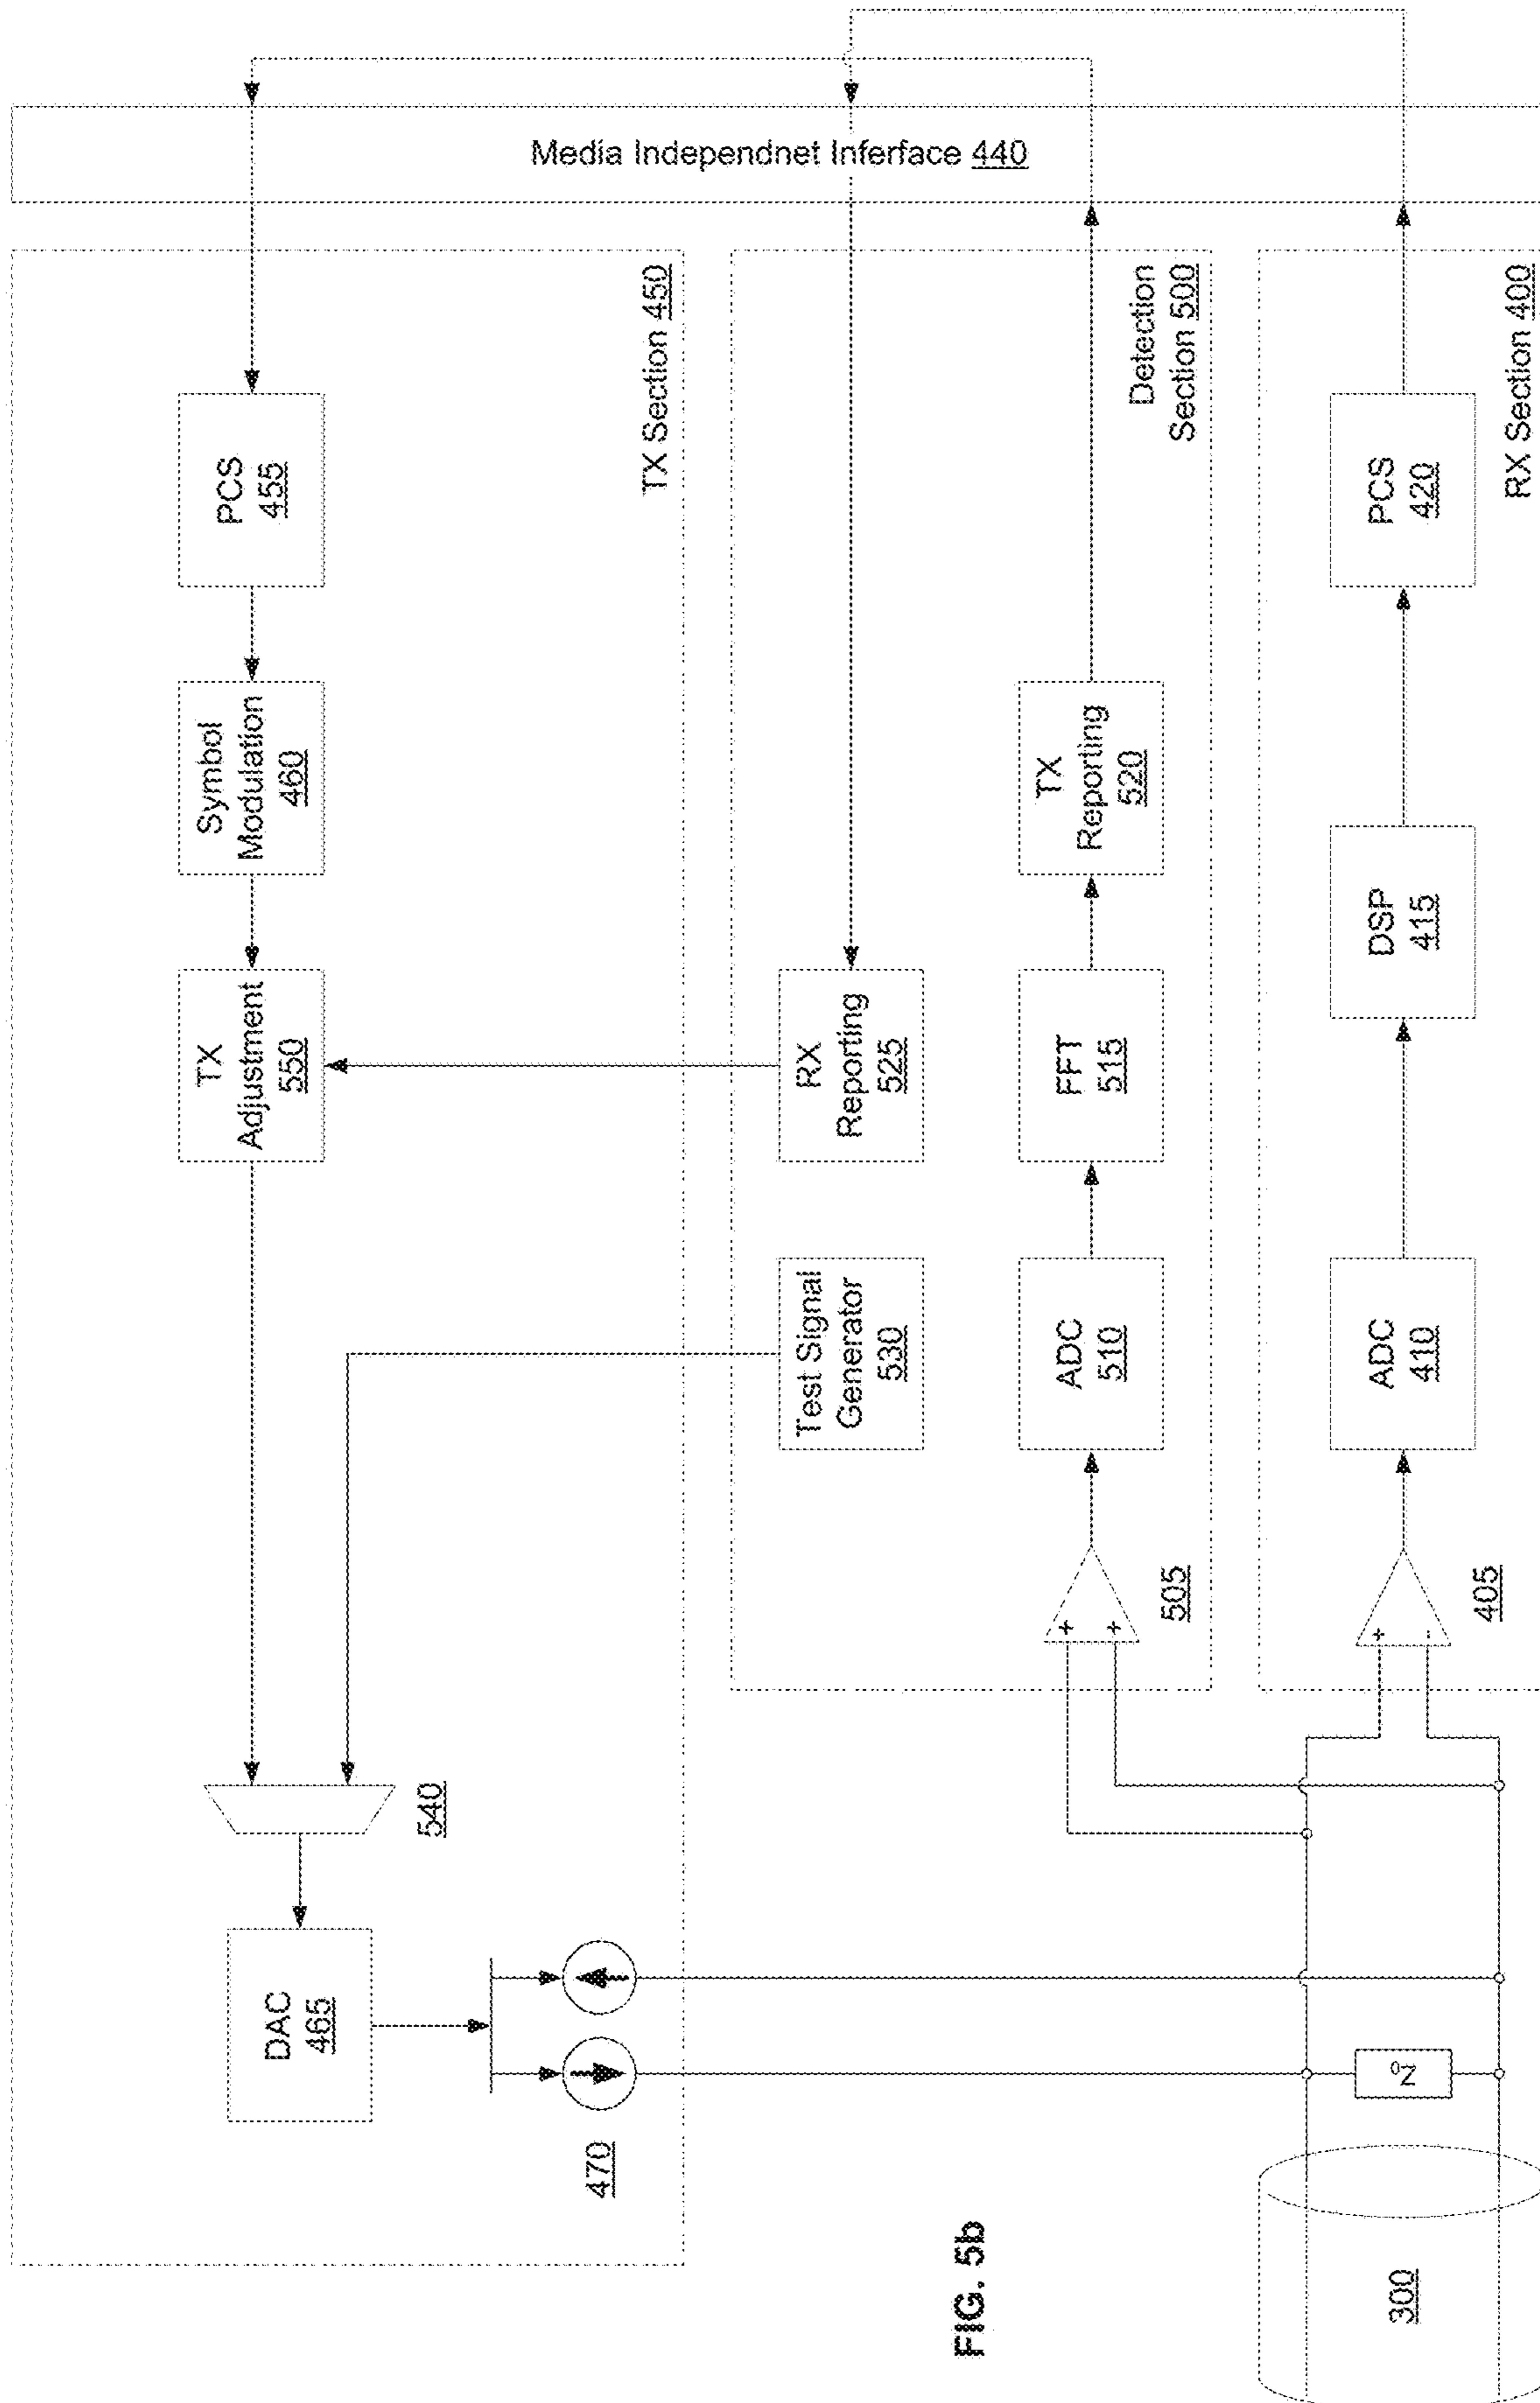 Media Independnet Inferface 440
TX Section 450
PCS
455
Symbol
Modulation
460
TX
Adjustment
550
540
DAC
465
470
Detection
Section 500
RX
Reporting
525
Test Signal
Generator
530
TX
Reporting
520
FFT
515
ADC
510
+
+
505
RX Section 400
PCS
420
DSP
415
ADC
410
+
-
405
Z0
300
FIG. 5b